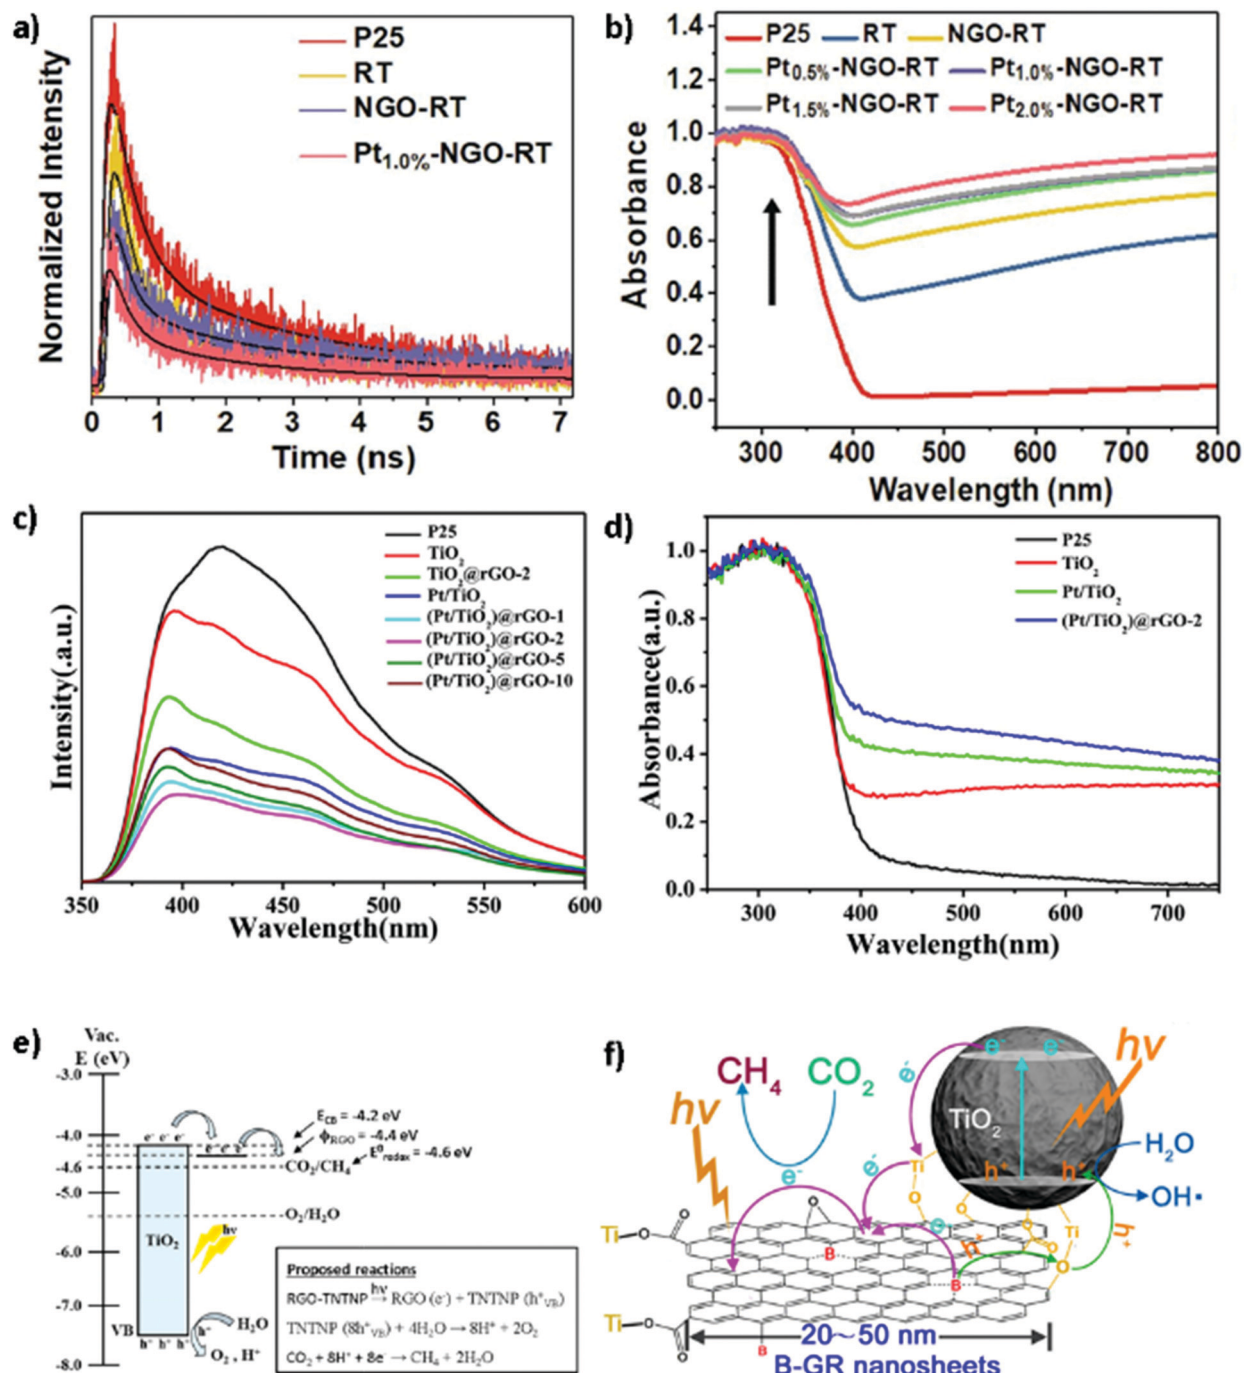 a)
Normalized Intensity
P25
RT
NGO-RT
Pt1.0%-NGO-RT
0 1 2 3 4 5 6 7
Time (ns)
b)
Absorbance
1.4
1.2
1.0
0.8
0.6
0.4
0.2
0.0
P25 RT NGO-RT
Pt0.5%-NGO-RT Pt1.0%-NGO-RT
Pt1.5%-NGO-RT Pt2.0%-NGO-RT
300 400 500 600 700 800
Wavelength (nm)
c)
Intensity(.a.u.)
P25
TiO2
TiO2@rGO-2
Pt/TiO2
(Pt/TiO2)@rGO-1
(Pt/TiO2)@rGO-2
(Pt/TiO2)@rGO-5
(Pt/TiO2)@rGO-10
350 400 450 500 550 600
Wavelength(nm)
d)
Absorbance(a.u.)
1.0
0.8
0.6
0.4
0.2
0.0
P25
TiO2
Pt/TiO2
(Pt/TiO2)@rGO-2
300 400 500 600 700
Wavelength(nm)
e)
Vac.
E (eV)
-3.0
-4.0
-4.6
-5.0
-6.0
-7.0
-8.0
e- e- e-
e- e- e-
ECB = -4.2 eV
ϕRGO = -4.4 eV
E0redox = -4.6 eV
CO2/CH4
O2/H2O
TiO2
hν
VB
h+ h+ h+
h+
H2O
O2 , H+
Proposed reactions
hν
RGO-TNTNP → RGO (e-) + TNTNP (h+VB)
TNTNP (8h+VB) + 4H2O → 8H+ + 2O2
CO2 + 8H+ + 8e- → CH4 + 2H2O
f)
CH4 CO2
hν
hν
e- e
e-
TiO2
H2O
h+ h+
OH•
Ti
e-
e-
O
O
e
O
O
O
Ti
h+
h+
Ti O
O
B
B
O
Ti O
O
B
20~50 nm
B-GR nanosheets